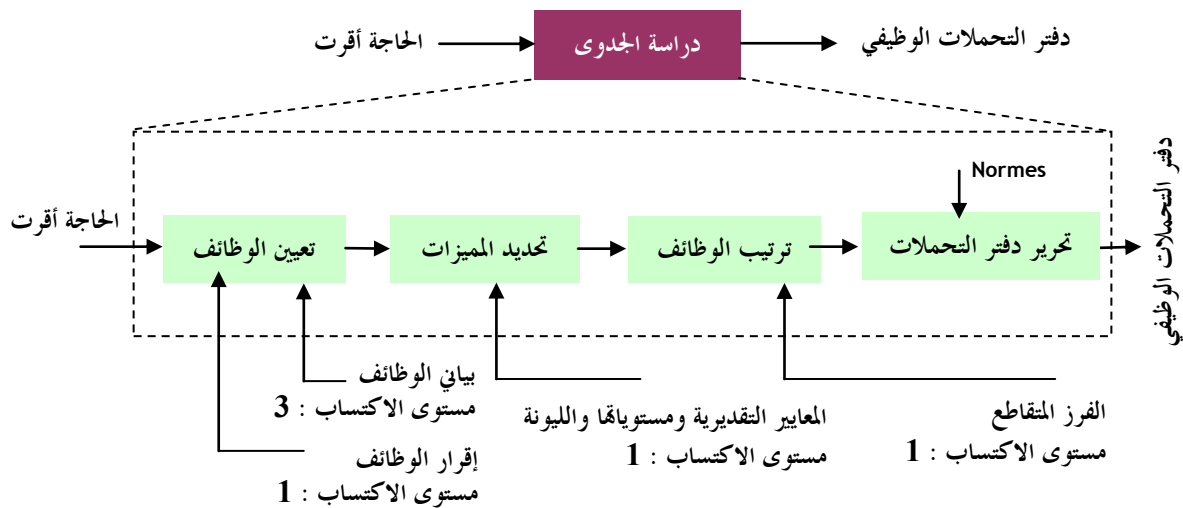 الحاجة أقرت
دراسة الجدوى
دفتر التحملات الوظيفي
Normes
دفتر التحملات الوظيفي
الحاجة أقرت
تعيين الوظائف
تحديد المميزات
ترتيب الوظائف
تحرير دفتر التحملات
بياني الوظائف
مستوى الاكتساب : 3
إقرار الوظائف
مستوى الاكتساب : 1
المعايير التقديرية ومستوياتها والليونة
مستوى الاكتساب : 1
الفرز المتقاطع
مستوى الاكتساب : 1